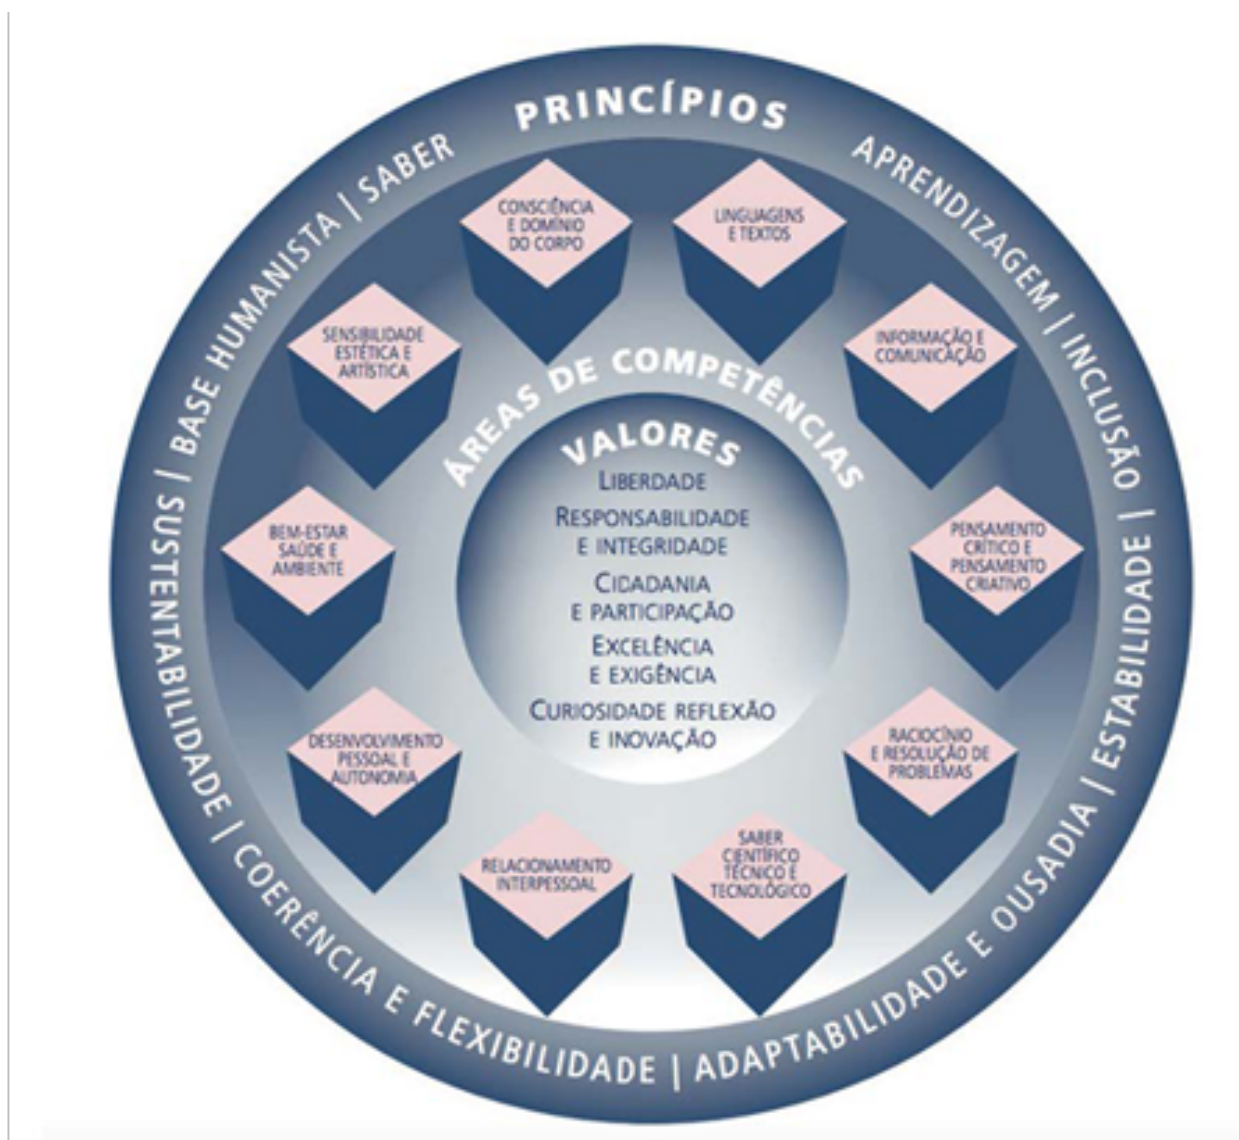 PRINCÍPIOS
APRENDIZAGEM | INCLUSÃO | ESTABILIDADE | ADAPTABILIDADE E OUSADIA | COERÊNCIA E FLEXIBILIDADE | SUSTENTABILIDADE | BASE HUMANISTA | SABER
CONSCIÊNCIA
E DOMÍNIO
DO CORPO
LINGUAGENS
E TEXTOS
INFORMAÇÃO E
COMUNICAÇÃO
PENSAMENTO
CRÍTICO E
PENSAMENTO
CRIATIVO
RACIOCÍNIO
E RESOLUÇÃO DE
PROBLEMAS
SABER
CIENTÍFICO
TÉCNICO E
TECNOLÓGICO
RELACIONAMENTO
INTERPESSOAL
DESENVOLVIMENTO
PESSOAL E
AUTONOMIA
BEM-ESTAR
SAÚDE E
AMBIENTE
SENSIBILIDADE
ESTÉTICA E
ARTÍSTICA
ÁREAS DE COMPETÊNCIAS
VALORES
LIBERDADE
RESPONSABILIDADE
E INTEGRIDADE
CIDADANIA
E PARTICIPAÇÃO
EXCELÊNCIA
E EXIGÊNCIA
CURIOSIDADE REFLEXÃO
E INOVAÇÃO